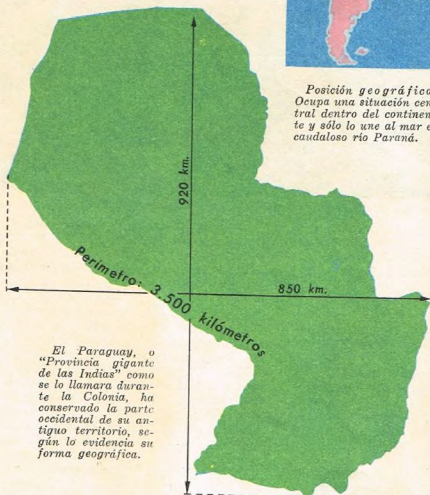 Posición geográfica
Ocupa una situación cen
tral dentro del continen
te y sólo lo une al mar e
caudaloso río Paraná.
920 km.
Perímetro: 3.500 kilómetros
850 km.
El Paraguay, o
"Provincia gigante
de las Indias" como
se lo llamara duran-
te la Colonia, ha
conservado la parte
occidental de su an-
tiguo territorio, se-
gún lo evidencia su
forma geográfica.